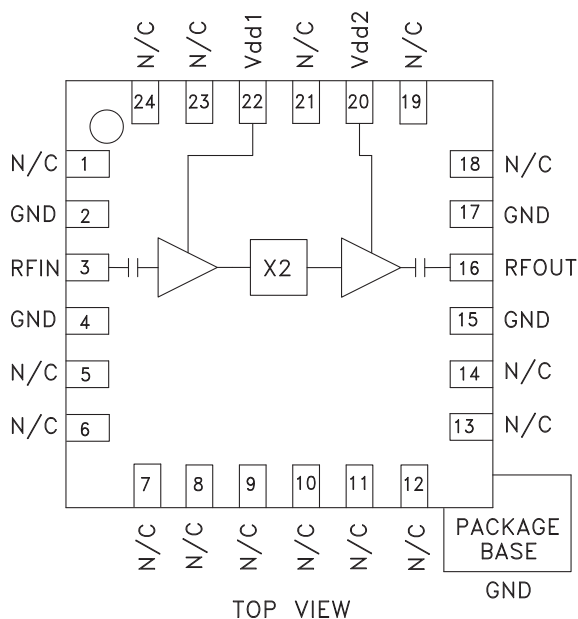 N/C
N/C
Vdd1
N/C
Vdd2
N/C
24
23
22
21
20
19
N/C 1
18 N/C
GND 2
17 GND
RFIN 3
X2
16 RFOUT
GND 4
15 GND
N/C 5
14 N/C
N/C 6
13 N/C
7
8
9
10
11
12
N/C
N/C
N/C
N/C
N/C
N/C
PACKAGE
BASE
GND
TOP VIEW